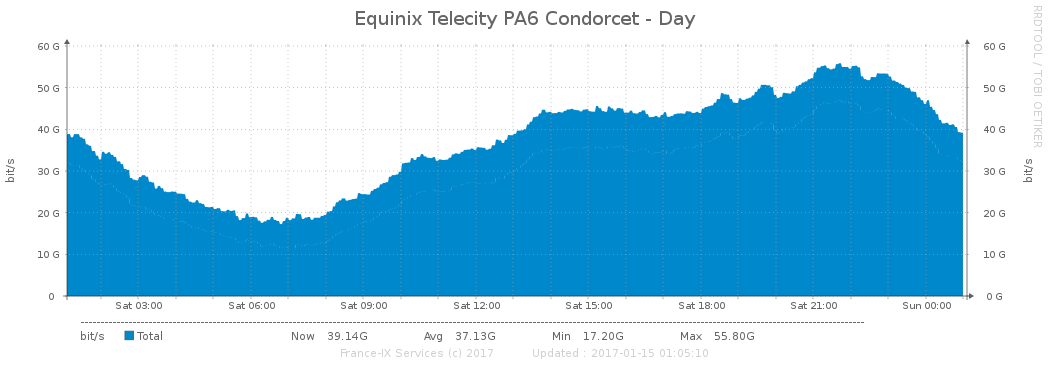 Equinix Telecity PA6 Condorcet - Day
RRDTOOL / TOBI OETIKER
60 G 60 G
50 G 50 G
40 G 40 G
30 G 30 G
20 G 20 G
10 G 10 G
0 0 G
bit/s bit/s
Sat 03:00 Sat 06:00 Sat 09:00 Sat 12:00 Sat 15:00 Sat 18:00 Sat 21:00 Sun 00:00
bit/s Total Now 39.14G Avg 37.13G Min 17.20G Max 55.80G
France-IX Services (c) 2017 Updated : 2017-01-15 01:05:10